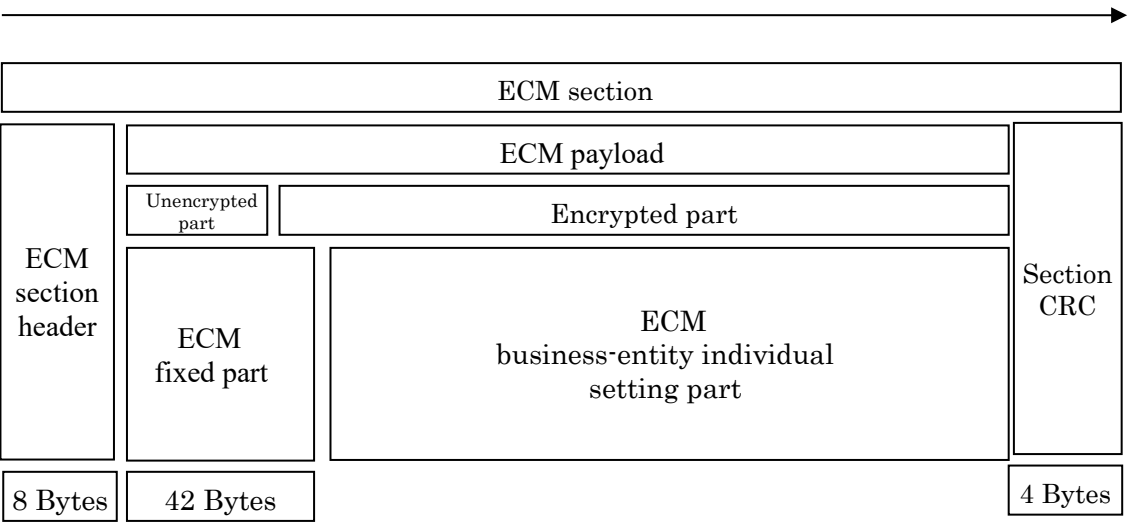 ECM section
ECM payload
Unencrypted
part
Encrypted part
ECM
section
header
ECM
fixed part
ECM
business-entity individual
setting part
Section
CRC
8 Bytes
42 Bytes
4 Bytes